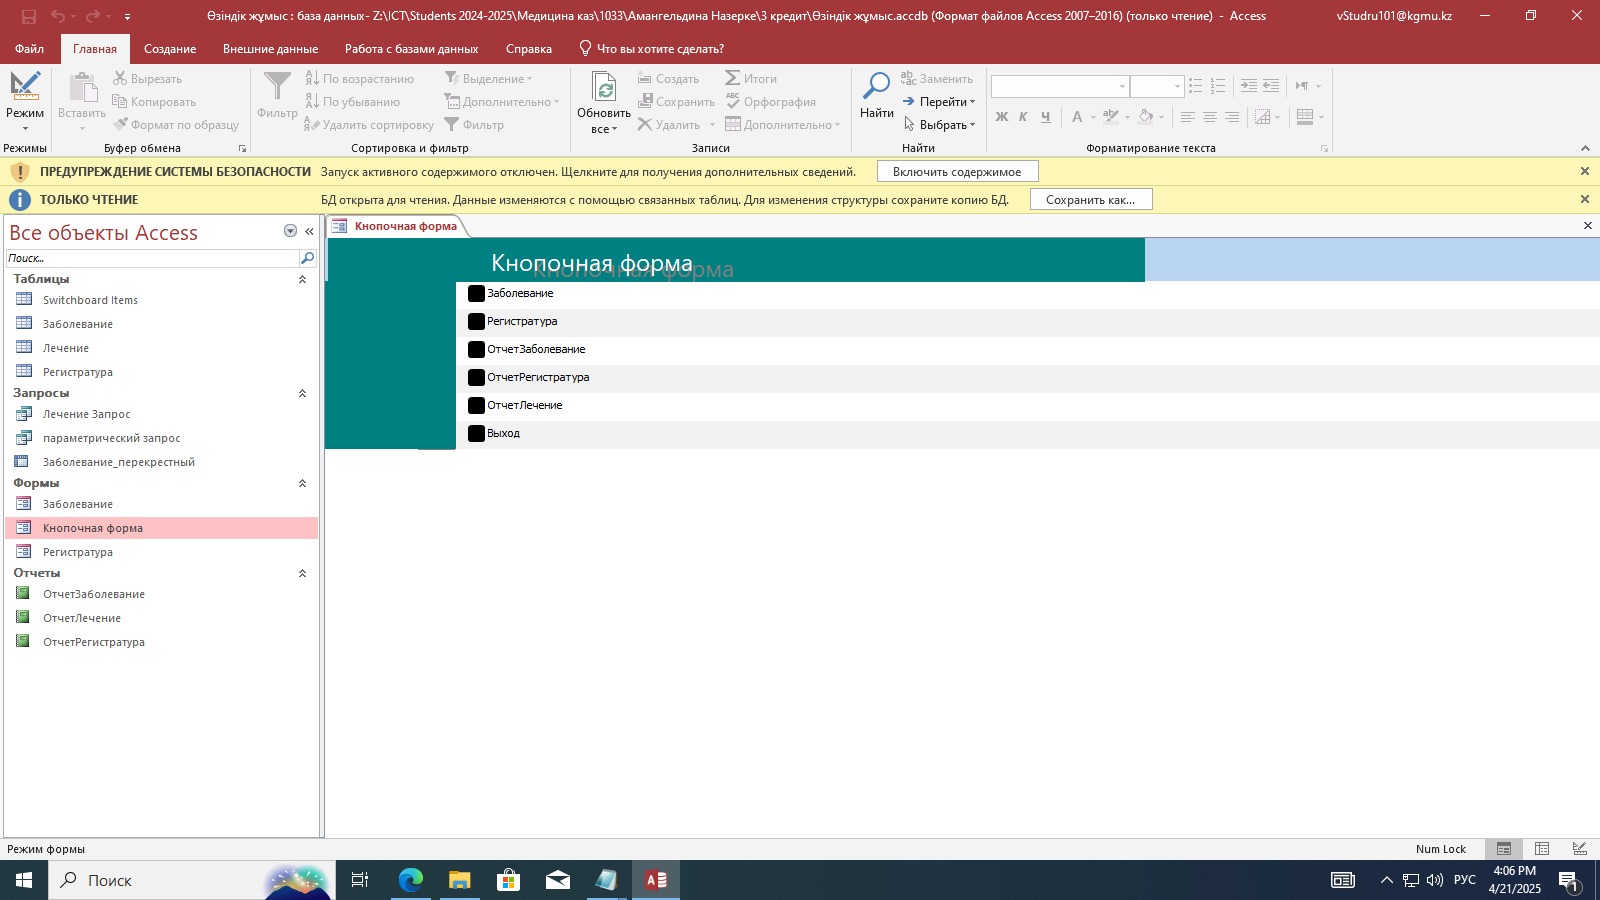 Өзіндік жұмыс : база данных- Z:\ICT\Students 2024-2025\Медицина каз\1033\Амангельдина Назерке\3 кредит\Өзіндік жұмыс.accdb (Формат файлов Access 2007–2016) (только чтение) - Access
vStudru101@kgmu.kz
Файл Главная Создание Внешние данные Работа с базами данных Справка Что вы хотите сделать?
Режим
Режимы
Вставить
Вырезать
Копировать
Формат по образцу
Буфер обмена
Фильтр
По возрастанию
По убыванию
Удалить сортировку
Выделение
Дополнительно
Фильтр
Сортировка и фильтр
Обновить
все
Создать
Сохранить
Удалить
Итоги
Орфография
Дополнительно
Записи
Найти
Заменить
Перейти
Выбрать
Найти
Ж К Ч А
Форматирование текста
ПРЕДУПРЕЖДЕНИЕ СИСТЕМЫ БЕЗОПАСНОСТИ Запуск активного содержимого отключен. Щелкните для получения дополнительных сведений. Включить содержимое
ТОЛЬКО ЧТЕНИЕ БД открыта для чтения. Данные изменяются с помощью связанных таблиц. Для изменения структуры сохраните копию БД. Сохранить как...
Все объекты Access
Поиск...
Таблицы
Switchboard Items
Заболевание
Лечение
Регистратура
Запросы
Лечение Запрос
параметрический запрос
Заболевание_перекрестный
Формы
Заболевание
Кнопочная форма
Регистратура
Отчеты
ОтчетЗаболевание
ОтчетЛечение
ОтчетРегистратура
Кнопочная форма
Кнопочная форма
Кнопочная форма
Заболевание
Регистратура
ОтчетЗаболевание
ОтчетРегистратура
ОтчетЛечение
Выход
Режим формы
Num Lock
Поиск
РУС
4:06 PM
4/21/2025
1